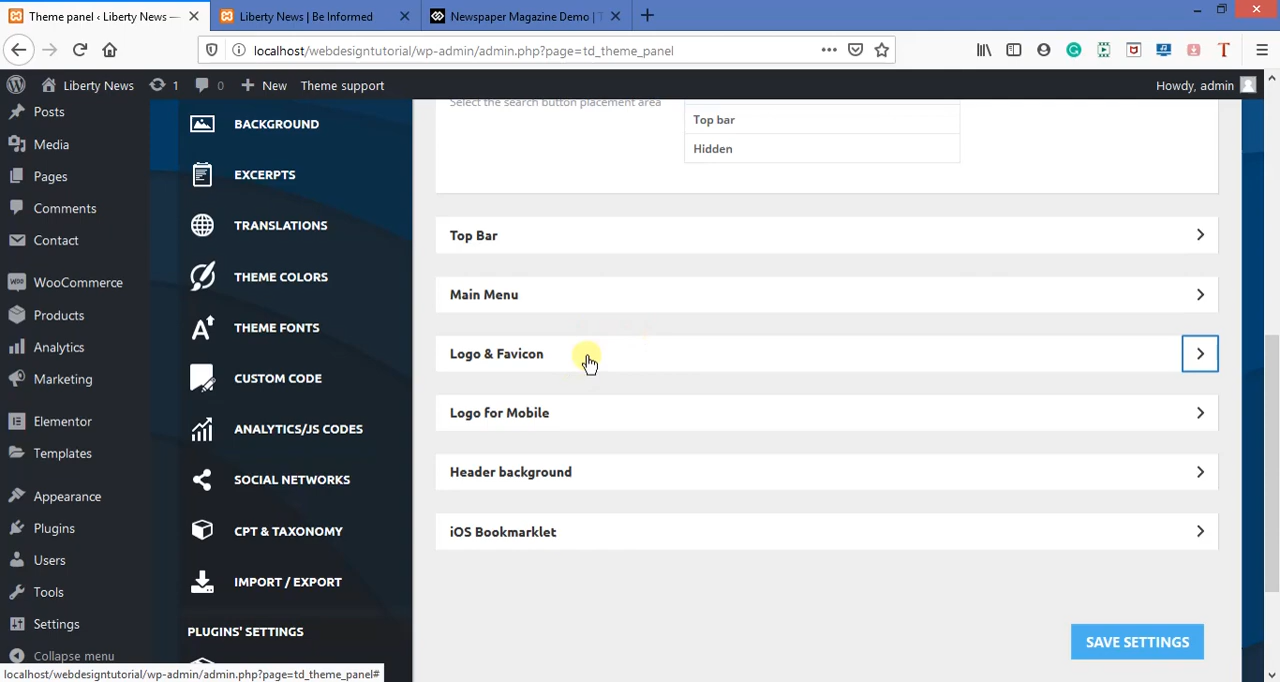 Theme panel ‹ Liberty News —
Liberty News | Be Informed
Newspaper Magazine Demo | T
localhost/webdesigntutorial/wp-admin/admin.php?page=td_theme_panel
Liberty News
1
0
New
Theme support
Howdy, admin
Posts
Media
Pages
Comments
Contact
WooCommerce
Products
Analytics
Marketing
Elementor
Templates
Appearance
Plugins
Users
Tools
Settings
Collapse menu
BACKGROUND
EXCERPTS
TRANSLATIONS
THEME COLORS
THEME FONTS
CUSTOM CODE
ANALYTICS/JS CODES
SOCIAL NETWORKS
CPT & TAXONOMY
IMPORT / EXPORT
PLUGINS' SETTINGS
Select the search button placement area
Top bar
Hidden
Top Bar
Main Menu
Logo & Favicon
Logo for Mobile
Header background
iOS Bookmarklet
SAVE SETTINGS
localhost/webdesigntutorial/wp-admin/admin.php?page=td_theme_panel#